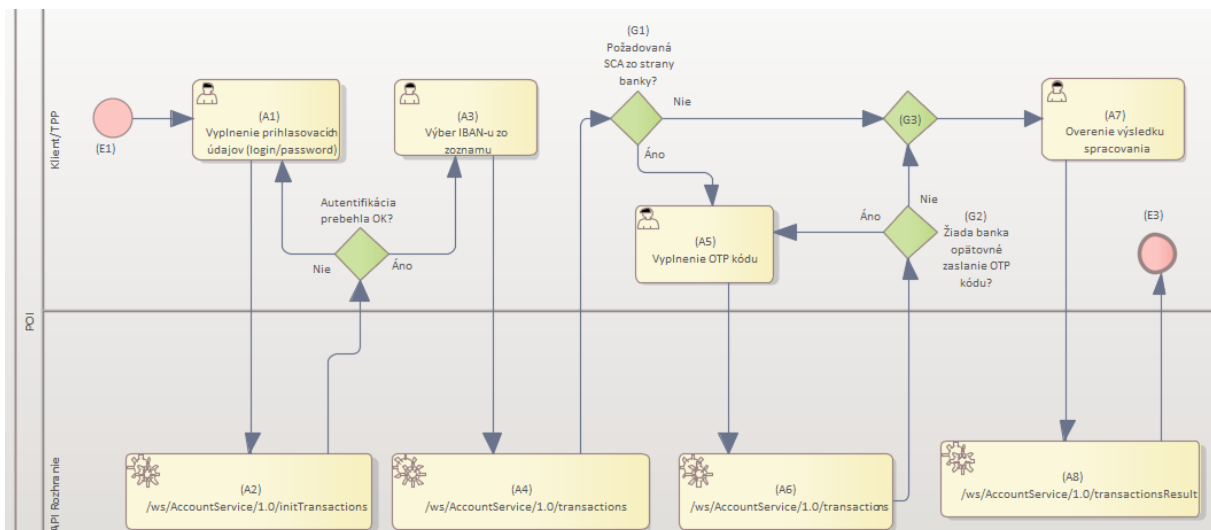 POI
Klient/TPP
(E1)
(A1)
Vyplnenie prihlasovacích
údajov (login/password)
Autentifikácia
prebehla OK?
Nie
Áno
(A3)
Výber IBAN-u zo
zoznamu
(G1)
Požadovaná
SCA zo strany
banky?
Nie
Áno
(A5)
Vyplnenie OTP kódu
(G3)
Nie
Áno
(G2)
Žiada banka
opätovné
zaslanie OTP
kódu?
(A7)
Overenie výsledku
spracovania
(E3)
API Rozhranie
(A2)
/ws/AccountService/1.0/initTransactions
(A4)
/ws/AccountService/1.0/transactions
(A6)
/ws/AccountService/1.0/transactions
(A8)
/ws/AccountService/1.0/transactionsResult